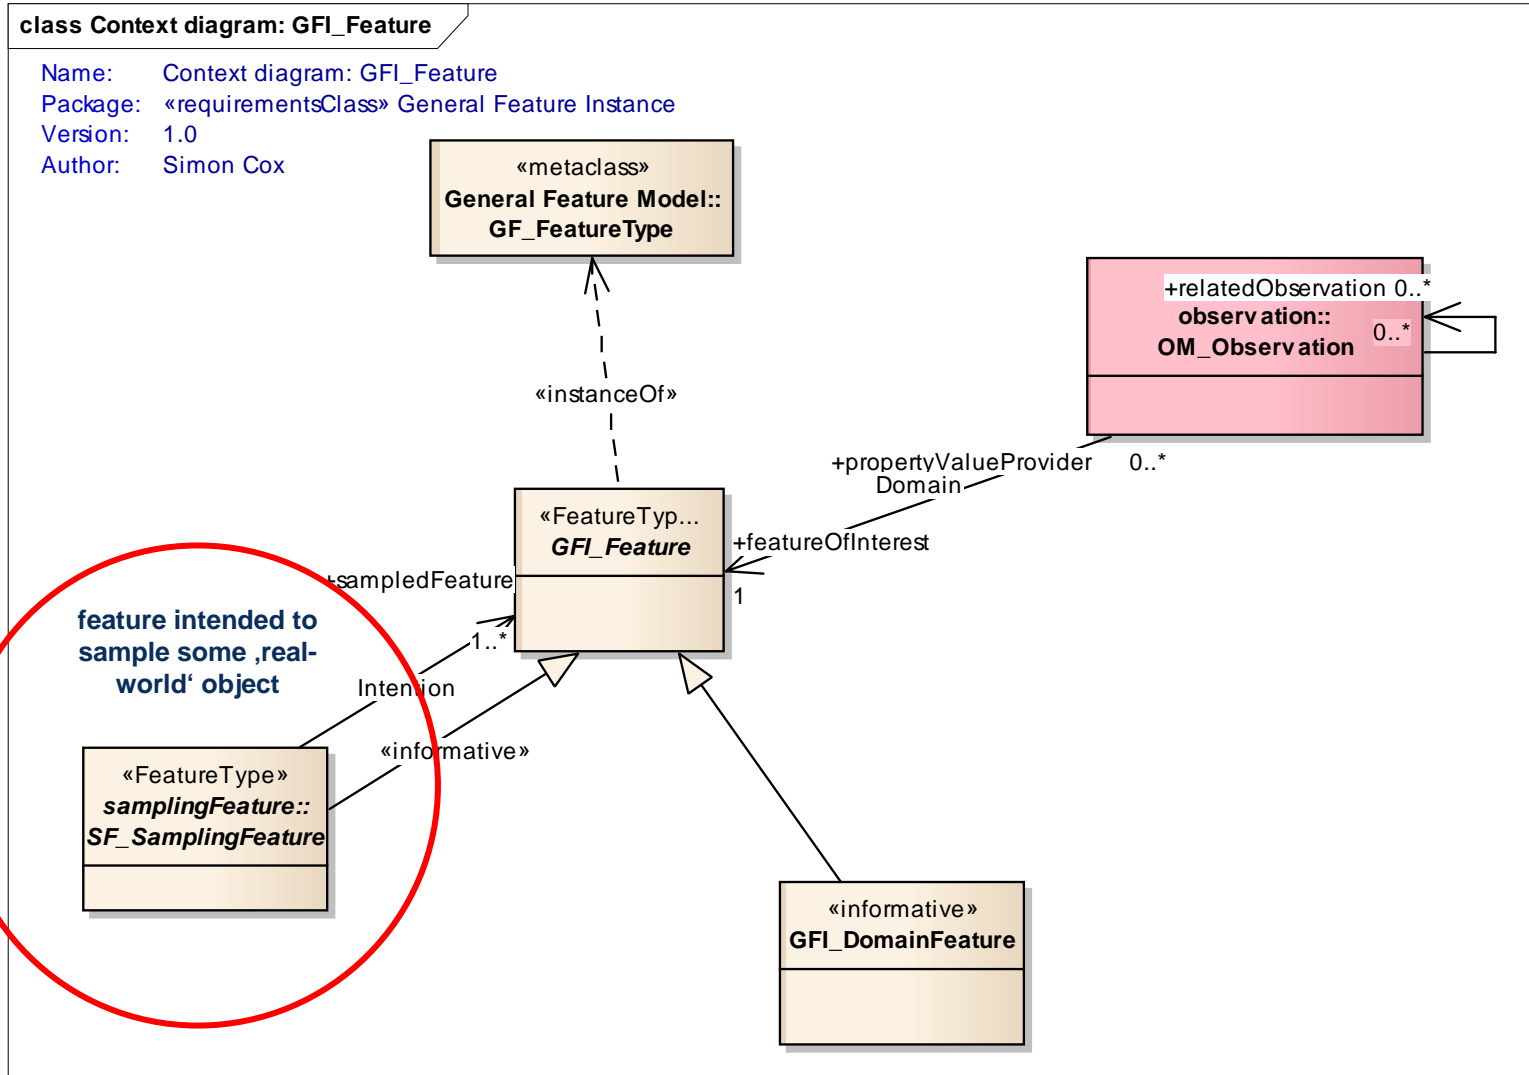 class Context diagram: GFI_Feature
Name: Context diagram: GFI_Feature
Package: «requirementsClass» General Feature Instance
Version: 1.0
Author: Simon Cox
«metaclass»
General Feature Model::
GF_FeatureType
+relatedObservation 0..*
observation::
OM_Observation
0..*
«instanceOf»
+propertyValueProvider 0..*
Domain
«FeatureTyp...
GFI_Feature
+featureOfInterest
1
+sampledFeature
1..*
feature intended to
sample some ‚real-
world‘ object
Intention
«informative»
«FeatureType»
samplingFeature::
SF_SamplingFeature
«informative»
GFI_DomainFeature